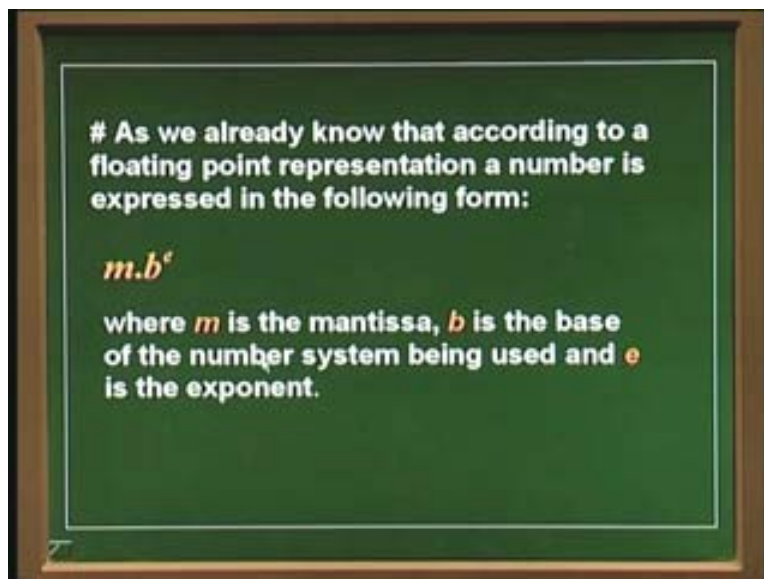 # As we already know that according to a
floating point representation a number is
expressed in the following form:
m.b^e
where m is the mantissa, b is the base
of the number system being used and e
is the exponent.